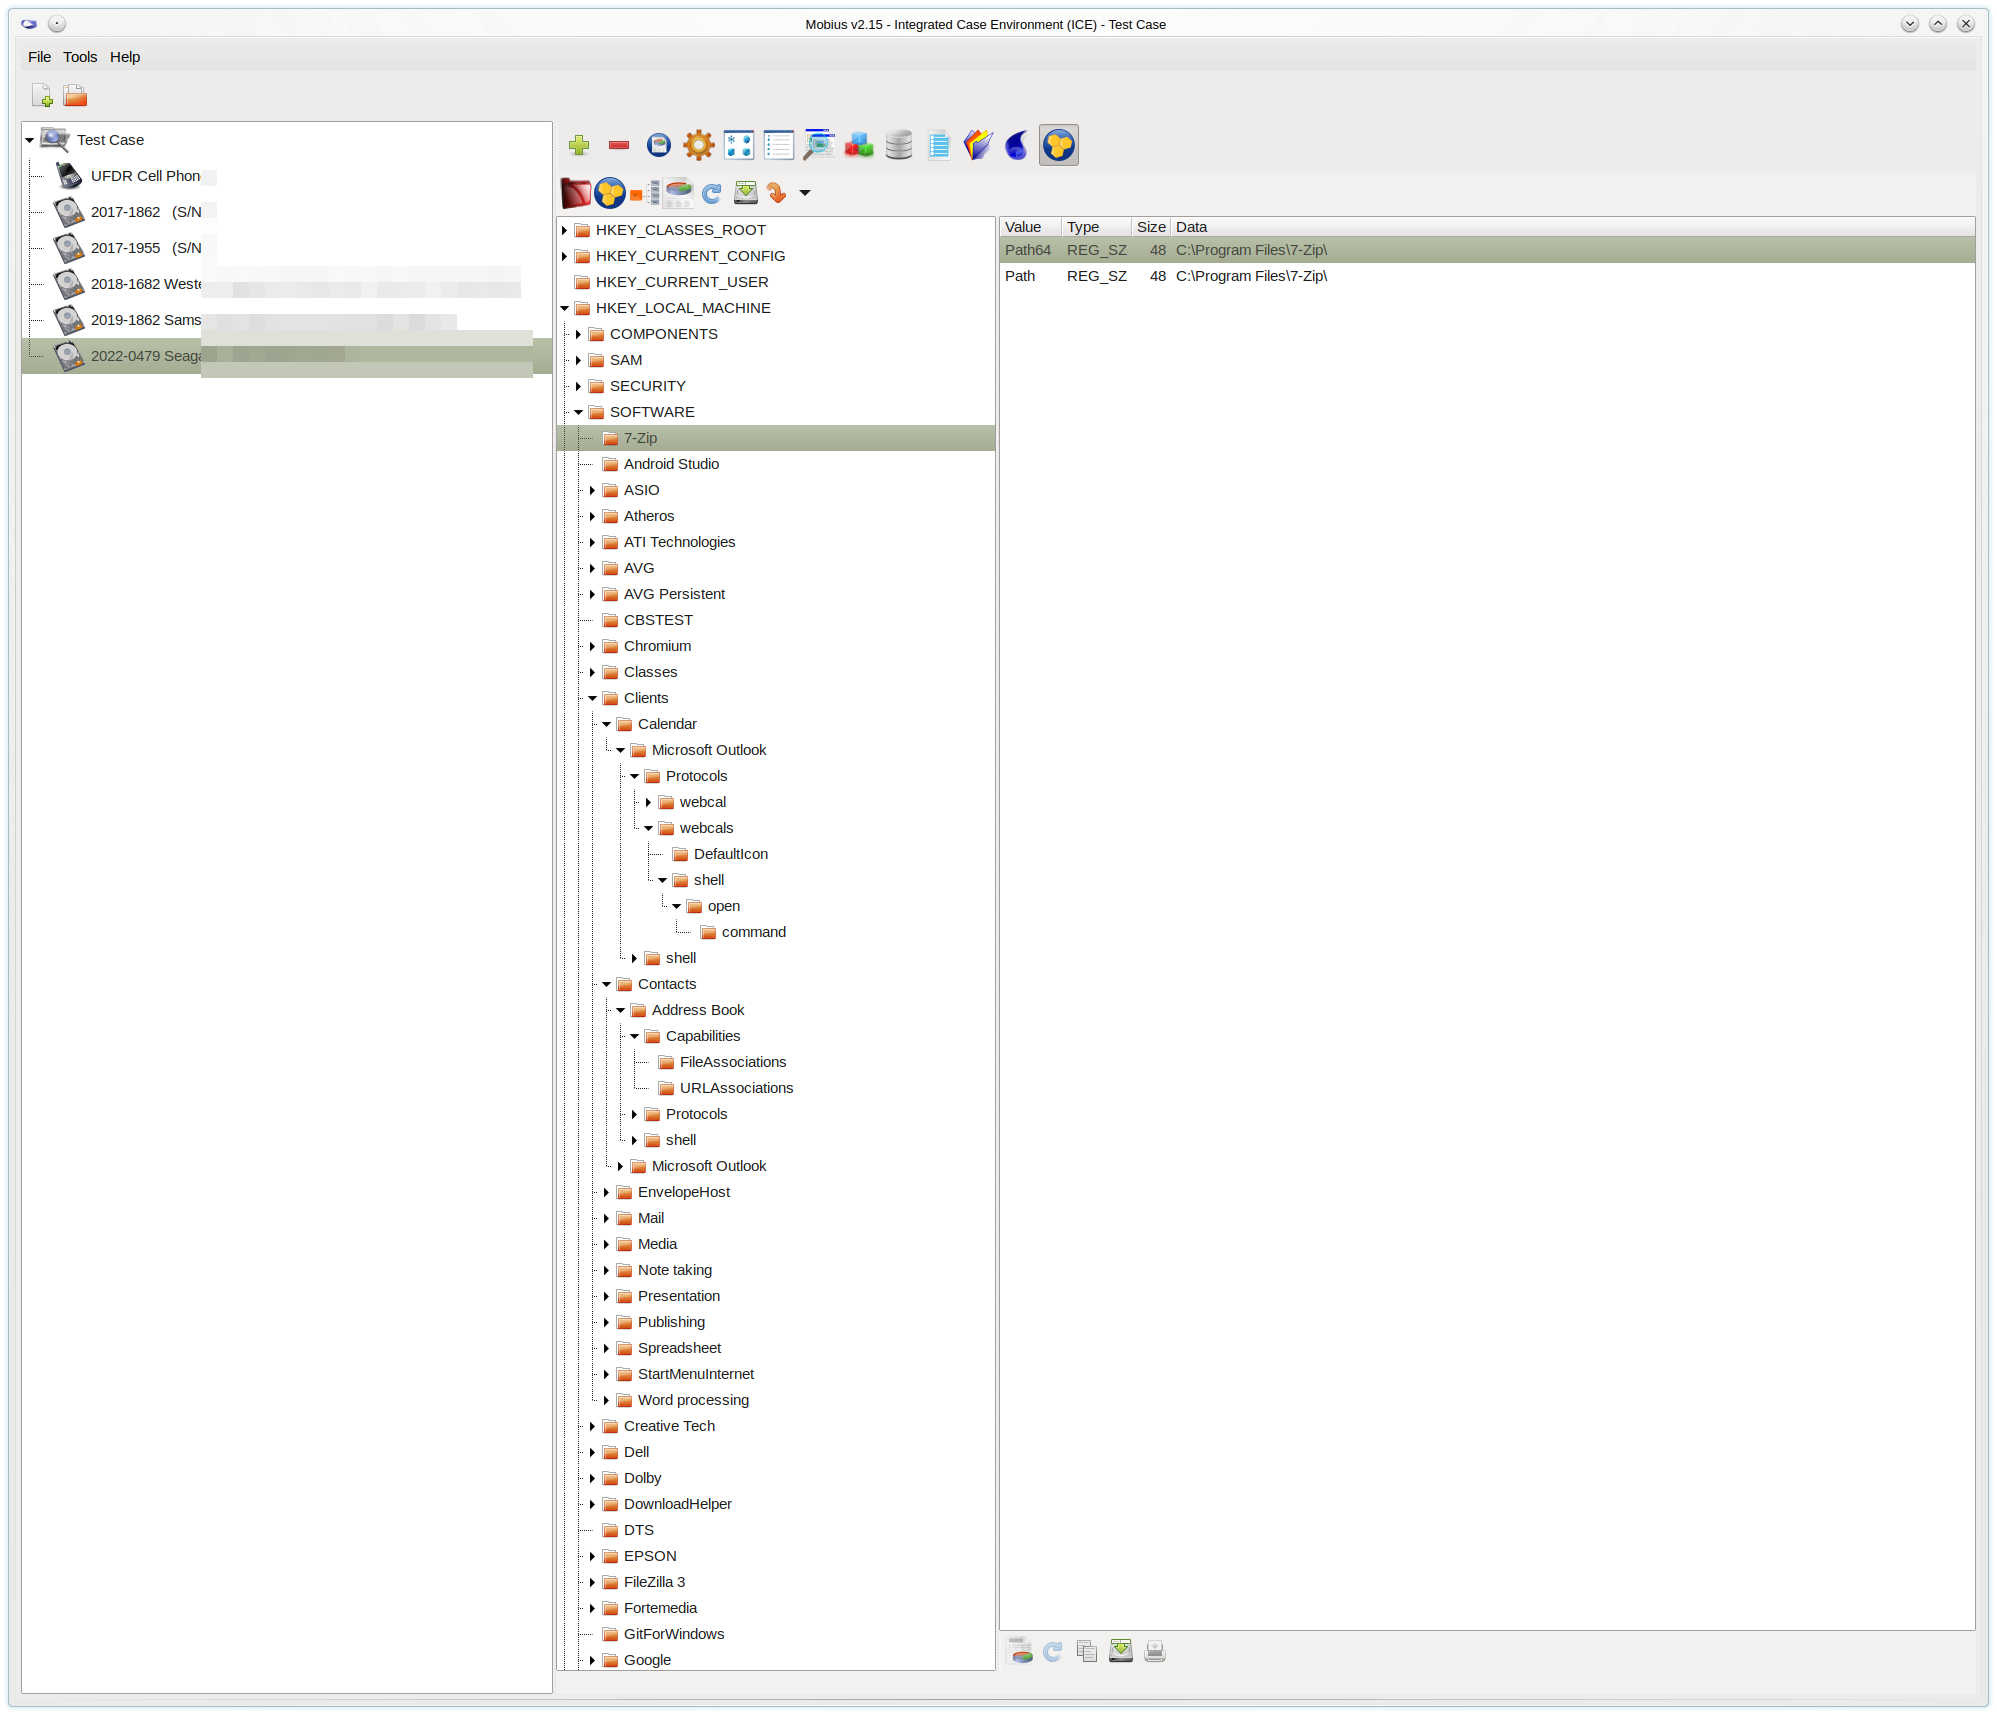 Mobius v2.15 - Integrated Case Environment (ICE) - Test Case
File Tools Help
Test Case
UFDR Cell
2017-1862 (S/N
2017-1955 (S/N
2018-1682
2019-1862
2022-0479
HKEY_CLASSES_ROOT
HKEY_CURRENT_CONFIG
HKEY_CURRENT_USER
HKEY_LOCAL_MACHINE
COMPONENTS
SAM
SECURITY
SOFTWARE
7-Zip
Android Studio
ASIO
Atheros
ATI Technologies
AVG
AVG Persistent
CBSTEST
Chromium
Classes
Clients
Calendar
Microsoft Outlook
Protocols
webcal
webcals
DefaultIcon
shell
open
command
shell
Contacts
Address Book
Capabilities
FileAssociations
URLAssociations
Protocols
shell
Microsoft Outlook
EnvelopeHost
Mail
Media
Note taking
Presentation
Publishing
Spreadsheet
StartMenuInternet
Word processing
Creative Tech
Dell
Dolby
DownloadHelper
DTS
EPSON
FileZilla 3
Fortemedia
GitForWindows
Google
Value Type Size Data
Path64 REG_SZ 48 C:\Program Files\7-Zip\
Path REG_SZ 48 C:\Program Files\7-Zip\